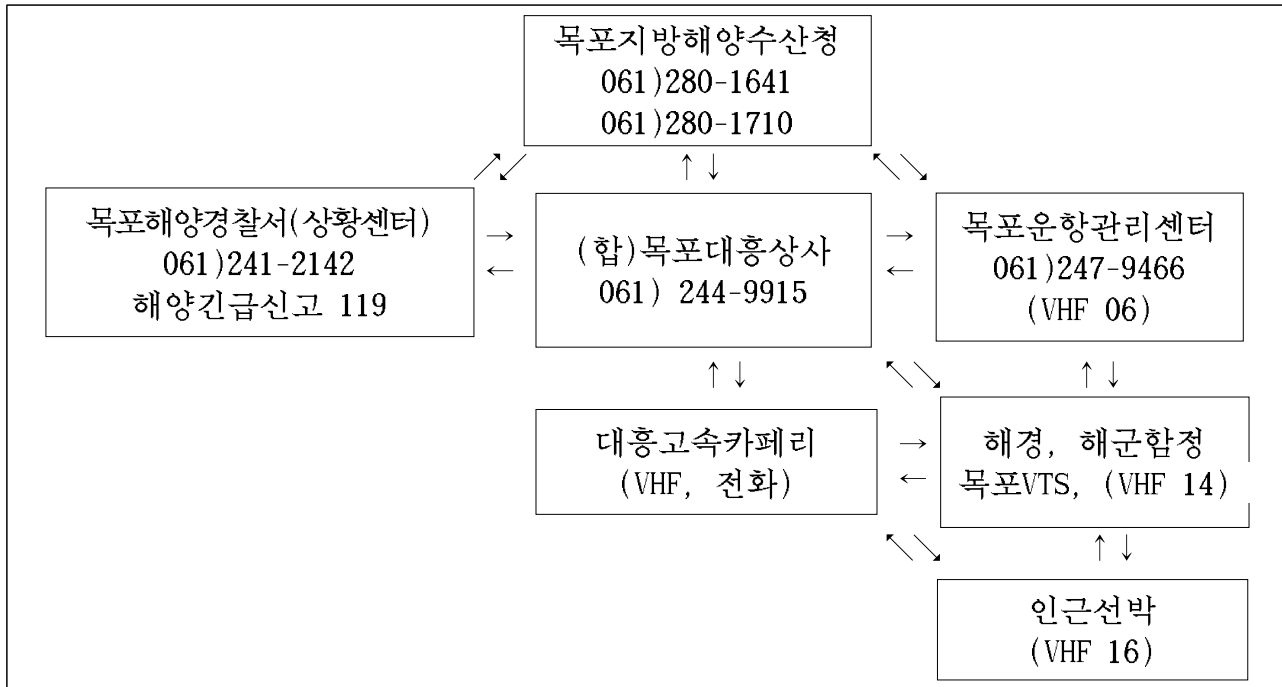 목포지방해양수산청
061)280-1641
061)280-1710
목포해양경찰서(상황센터)
061)241-2142
해양긴급신고 119
(합)목포대흥상사
061) 244-9915
목포운항관리센터
061)247-9466
(VHF 06)
대흥고속카페리
(VHF, 전화)
해경, 해군함정
목포VTS, (VHF 14)
인근선박
(VHF 16)